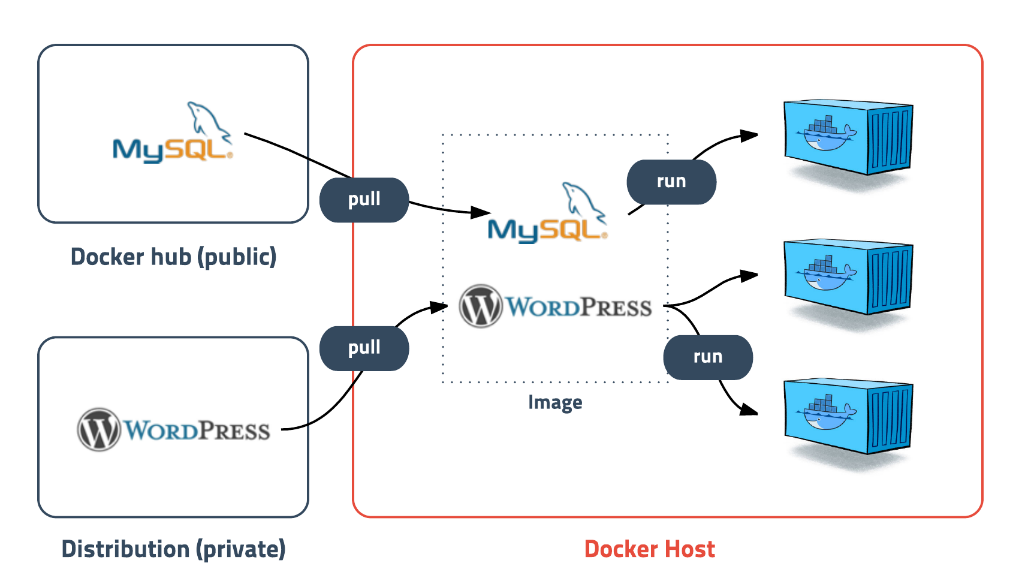 MySQL®
Docker hub (public)
pull
MySQL®
run
WORDPRESS
pull
run
Image
WORDPRESS
Distribution (private)
Docker Host